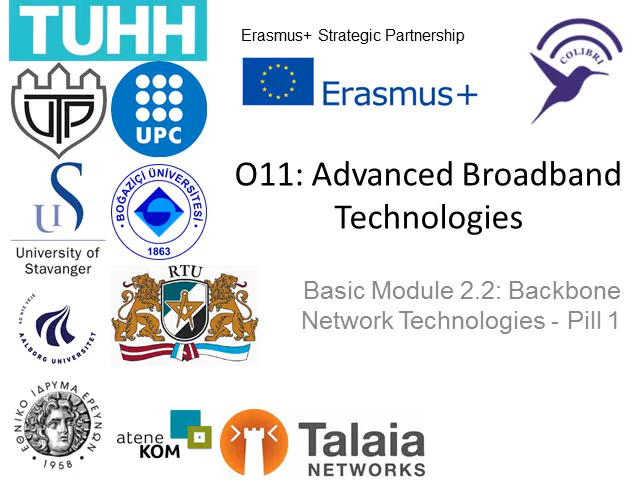 TUHH
Erasmus+ Strategic Partnership
COLIBRI
Erasmus+
UTP
UPC
O11: Advanced Broadband
Technologies
uS
University of
Stavanger
BOĞAZİÇİ ÜNİVERSİTESİ
1863
RTU
Basic Module 2.2: Backbone
Network Technologies - Pill 1
AALBORG UNIVERSITET
ΕΘΝΙΚΟ ΙΔΡΥΜΑ ΕΡΕΥΝΩΝ
• 1958 •
atene
KOM
Talaia
NETWORKS